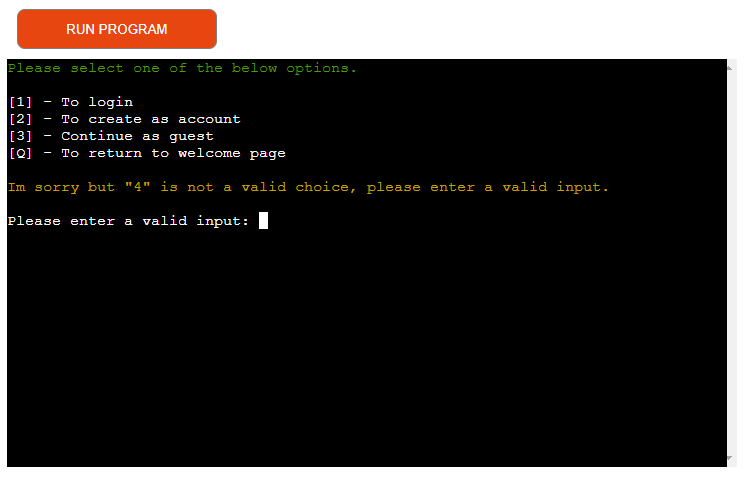 RUN PROGRAM
Please select one of the below options.
[1] - To login
[2] - To create as account
[3] - Continue as guest
[Q] - To return to welcome page
Im sorry but "4" is not a valid choice, please enter a valid input.
Please enter a valid input: